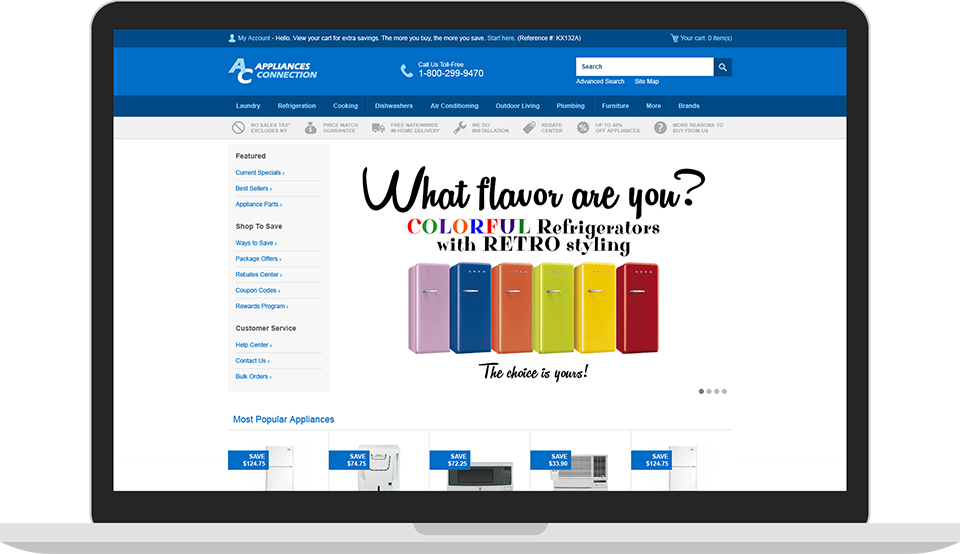 My Account - Hello. View your cart for extra savings. The more you buy, the more you save. Start here. (Reference #: KX132A)
Your cart: 0 item(s)
AC APPLIANCES
CONNECTION
Call Us Toll-Free
1-800-299-9470
Search
Advanced Search Site Map
Laundry Refrigeration Cooking Dishwashers Air Conditioning Outdoor Living Plumbing Furniture More Brands
NO SALES TAX*
EXCLUDES NY
PRICE MATCH
GUARANTEE
FREE NATIONWIDE
IN-HOME DELIVERY
WE DO
INSTALLATION
REBATE
CENTER
UP TO 40%
OFF APPLIANCES
MORE REASONS TO
BUY FROM US
Featured
Current Specials ›
Best Sellers ›
Appliance Parts ›
Shop To Save
Ways to Save ›
Package Offers ›
Rebates Center ›
Coupon Codes ›
Rewards Program ›
Customer Service
Help Center ›
Contact Us ›
Bulk Orders ›
What flavor are you?
COLORFUL Refrigerators
with RETRO styling
The choice is yours!
Most Popular Appliances
SAVE
$124.75
SAVE
$74.75
SAVE
$72.25
SAVE
$33.90
SAVE
$124.75